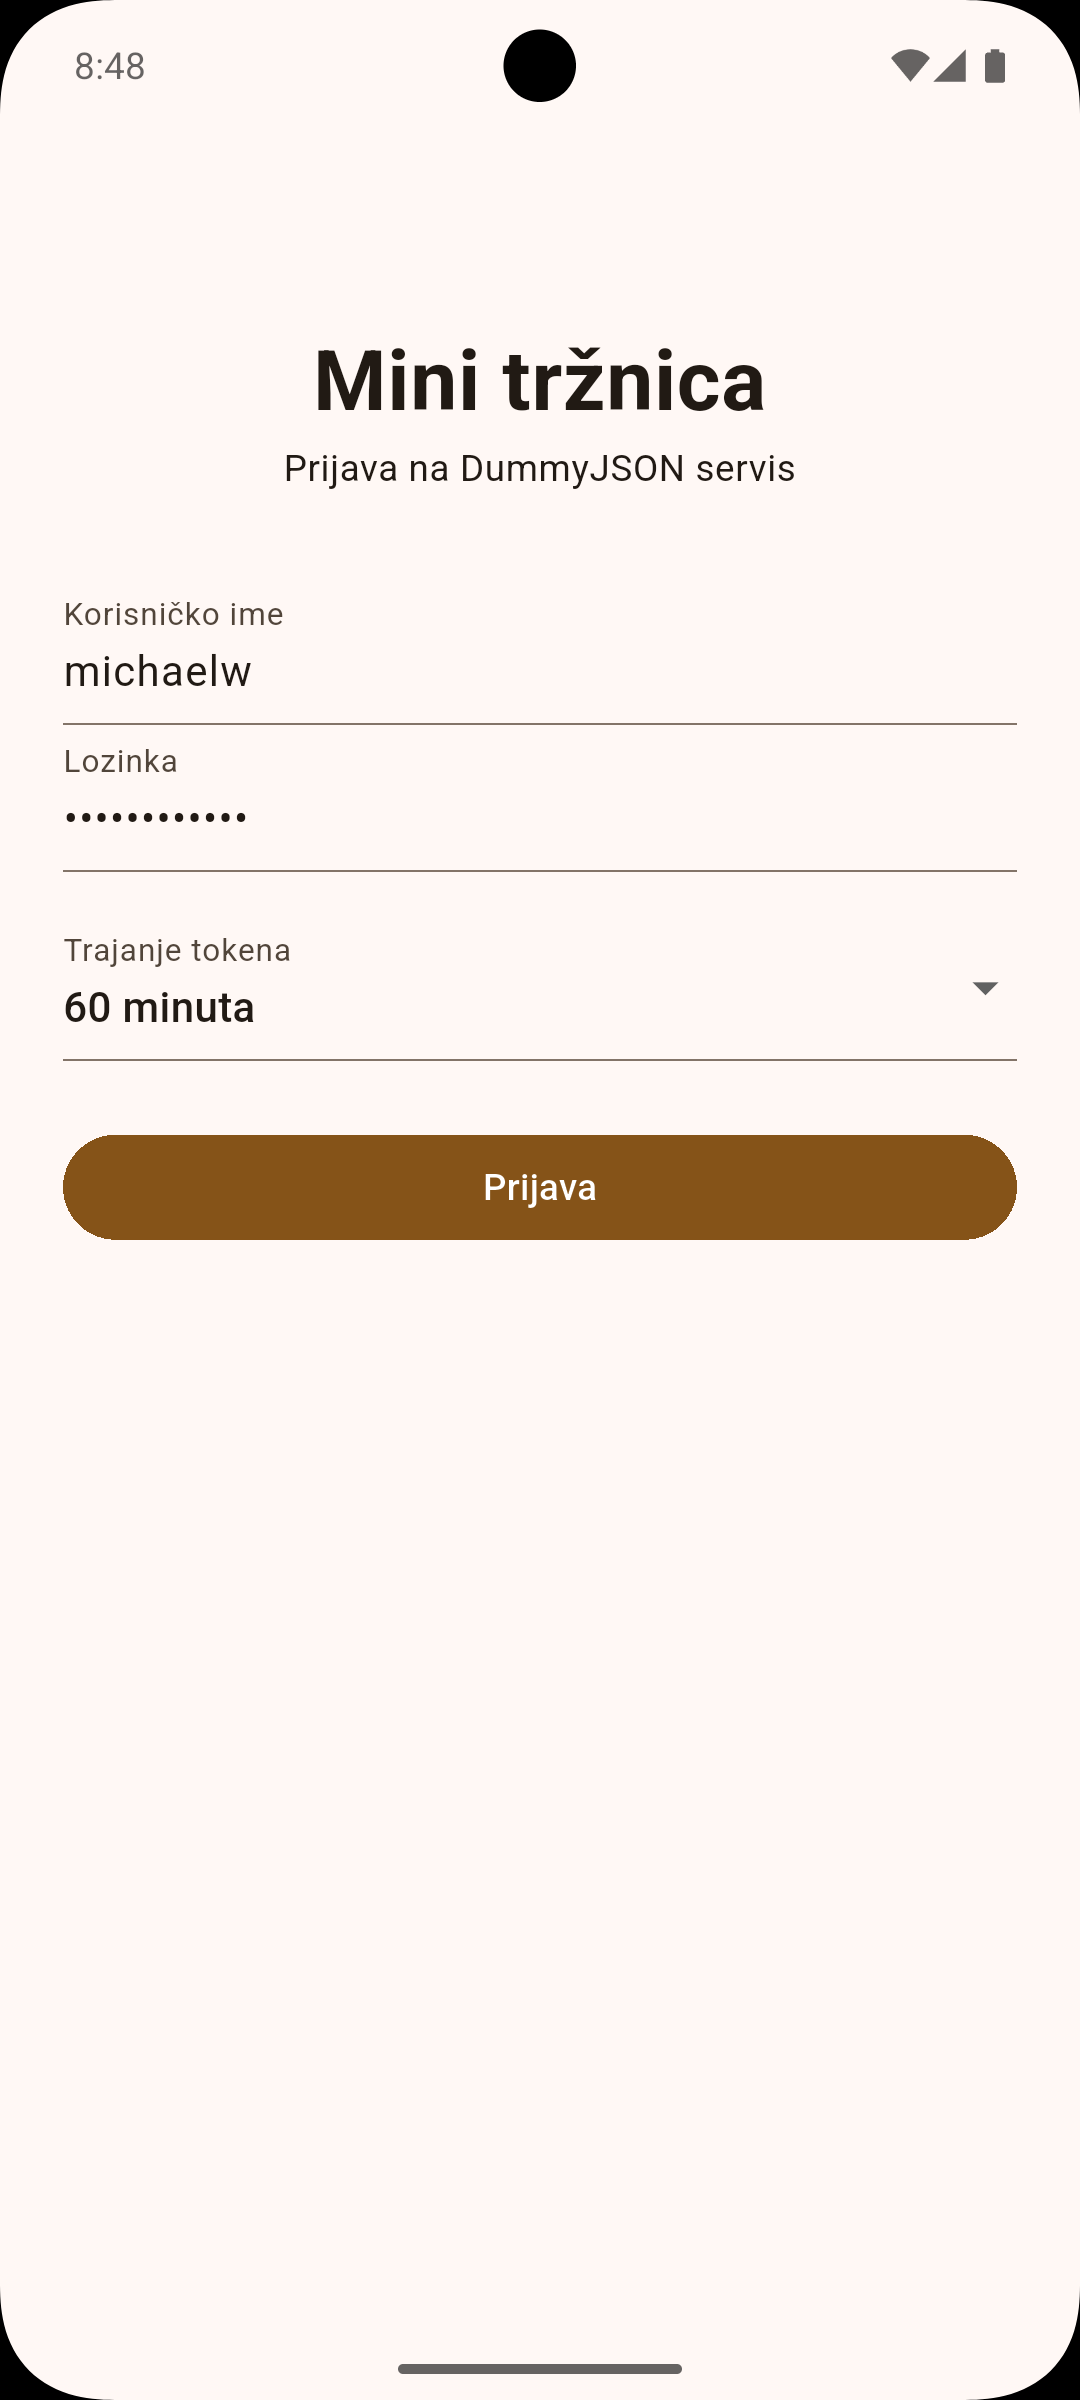 8:48
Mini tržnica
Prijava na DummyJSON servis
Korisničko ime
michaelw
Lozinka
••••••••••••
Trajanje tokena
60 minuta
Prijava